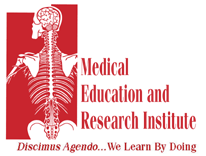 Medical
Education and
Research Institute
Discimus Agendo...We Learn By Doing